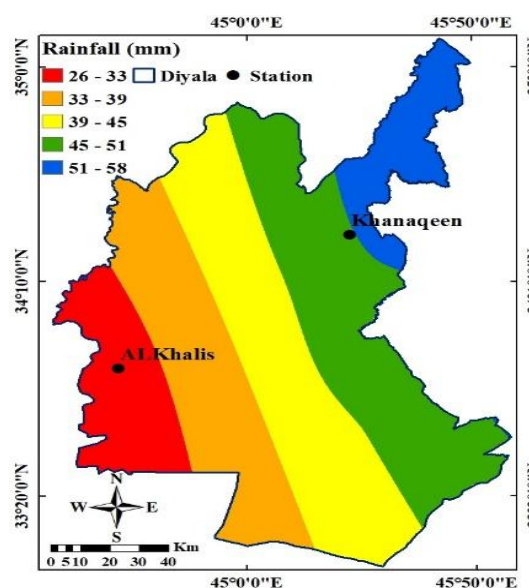 45°0'0"E 45°50'0"E
Rainfall (mm)
26 - 33 Diyala Station
33 - 39
39 - 45
45 - 51
51 - 58
35°0'0"N
34°10'0"N
33°20'0"N
Khanaqeen
ALKhalis
N
W E
S
Km
0 5 10 20 30 40
45°0'0"E 45°50'0"E